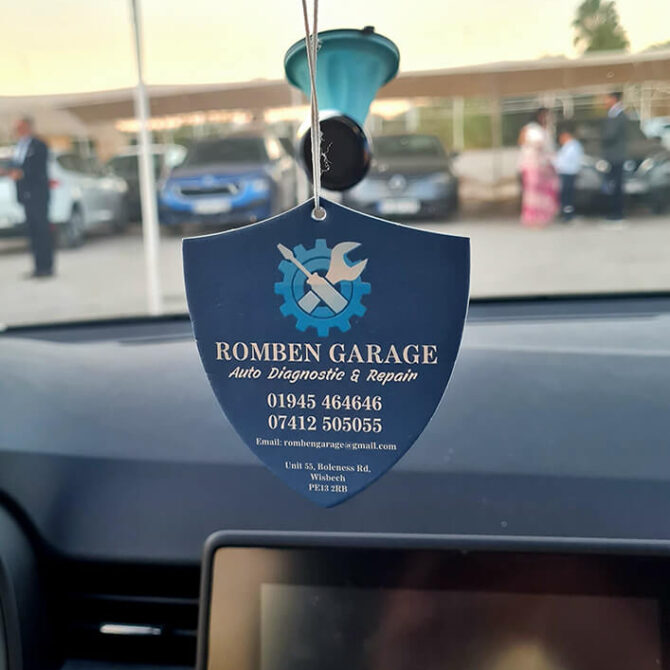 ROMBEN GARAGE
Auto Diagnostic & Repair
01945 464646
07412 505055
Email: rombengarage@gmail.com
Unit 55, Boleness Rd,
Wisbech
PE13 2RB